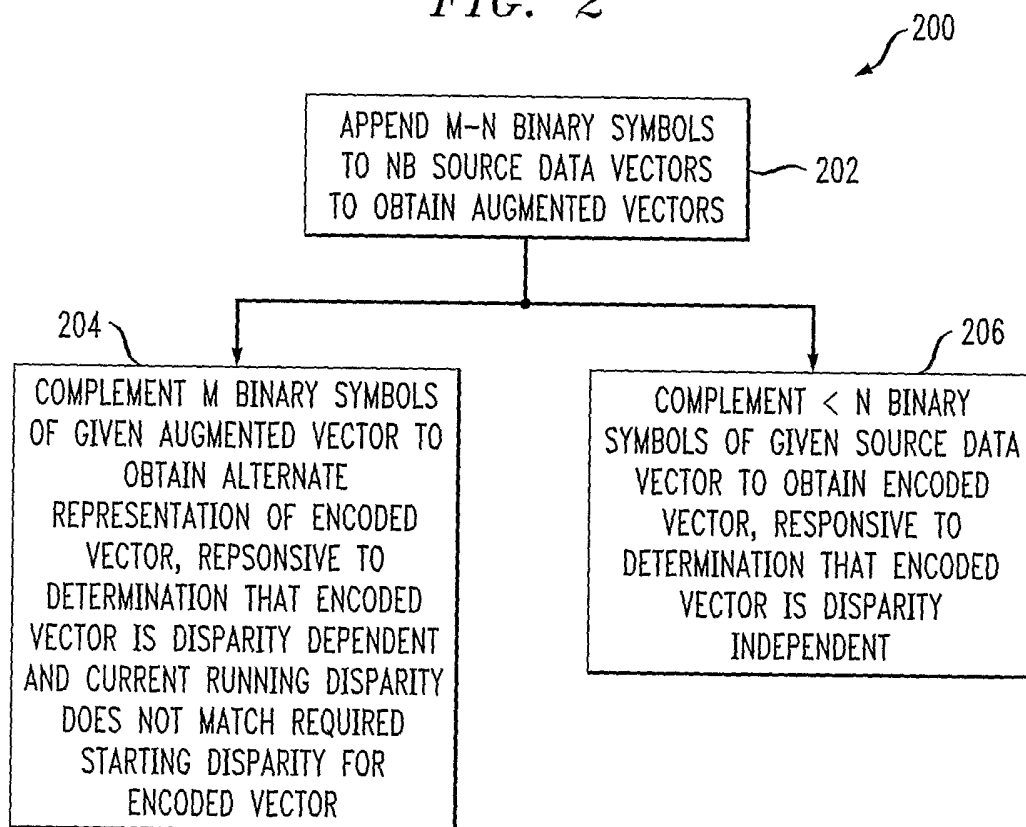 FIG. 2
200
APPEND M-N BINARY SYMBOLS
TO NB SOURCE DATA VECTORS
TO OBTAIN AUGMENTED VECTORS
202
204
COMPLEMENT M BINARY SYMBOLS
OF GIVEN AUGMENTED VECTOR TO
OBTAIN ALTERNATE
REPRESENTATION OF ENCODED
VECTOR, REPSONSIVE TO
DETERMINATION THAT ENCODED
VECTOR IS DISPARITY DEPENDENT
AND CURRENT RUNNING DISPARITY
DOES NOT MATCH REQUIRED
STARTING DISPARITY FOR
ENCODED VECTOR
206
COMPLEMENT < N BINARY
SYMBOLS OF GIVEN SOURCE DATA
VECTOR TO OBTAIN ENCODED
VECTOR, RESPONSIVE TO
DETERMINATION THAT ENCODED
VECTOR IS DISPARITY
INDEPENDENT